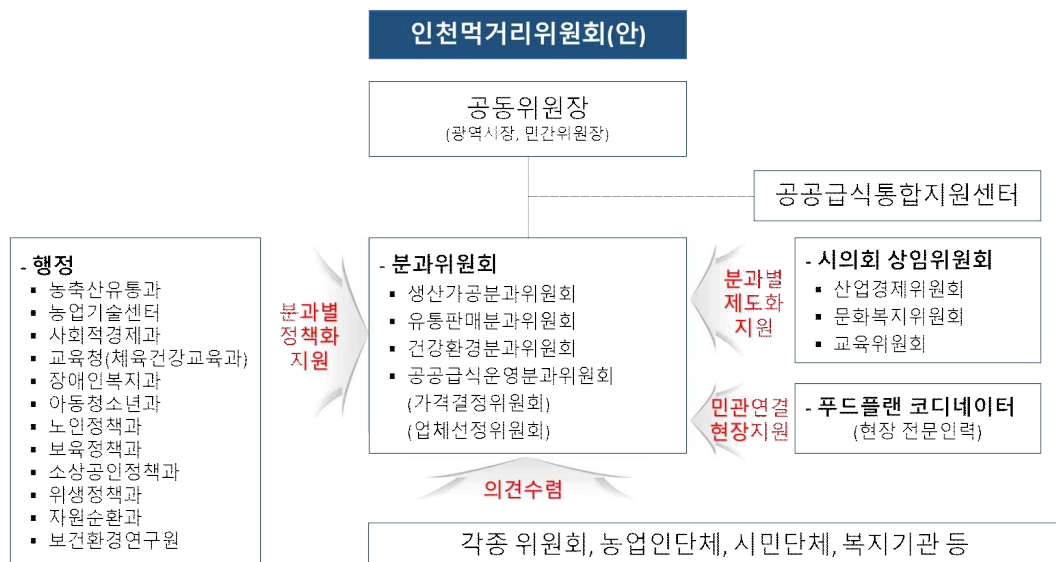 인천먹거리위원회(안)
공동위원장
(광역시장, 민간위원장)
공공급식통합지원센터
- 행정
▪ 농축산유통과
▪ 농업기술센터
▪ 사회적경제과
▪ 교육청(체육건강교육과)
▪ 장애인복지과
▪ 아동청소년과
▪ 노인정책과
▪ 보육정책과
▪ 소상공인정책과
▪ 위생정책과
▪ 자원순환과
▪ 보건환경연구원
분과별
정책화
지원
- 분과위원회
▪ 생산가공분과위원회
▪ 유통판매분과위원회
▪ 건강환경분과위원회
▪ 공공급식운영분과위원회
(가격결정위원회)
(업체선정위원회)
분과별
제도화
지원
- 시의회 상임위원회
▪ 산업경제위원회
▪ 문화복지위원회
▪ 교육위원회
민관연결
현장지원
- 푸드플랜 코디네이터
(현장 전문인력)
의견수렴
각종 위원회, 농업인단체, 시민단체, 복지기관 등